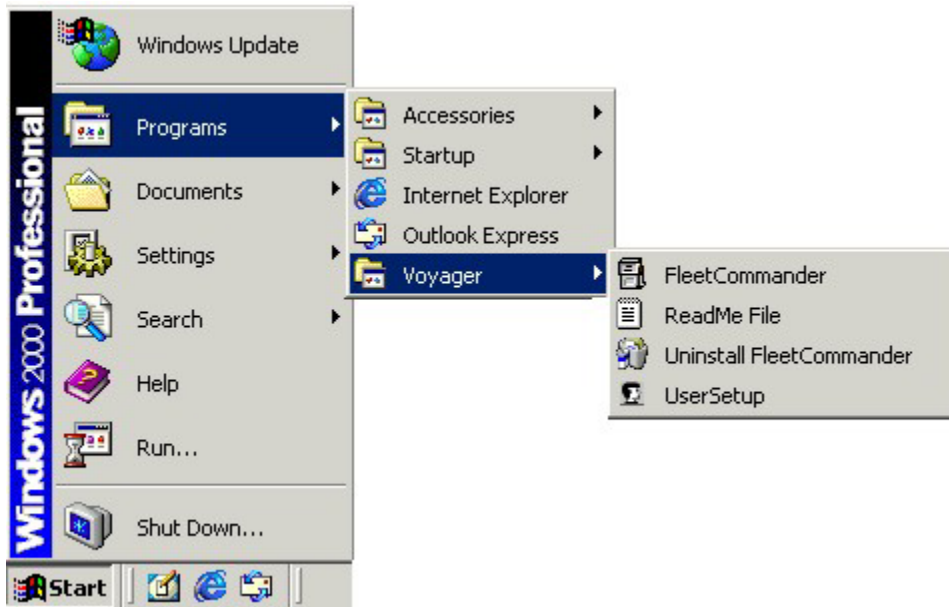 Windows 2000 Professional
Windows Update
Programs
Documents
Settings
Search
Help
Run...
Shut Down...
Start
Accessories
Startup
Internet Explorer
Outlook Express
Voyager
FleetCommander
ReadMe File
Uninstall FleetCommander
UserSetup